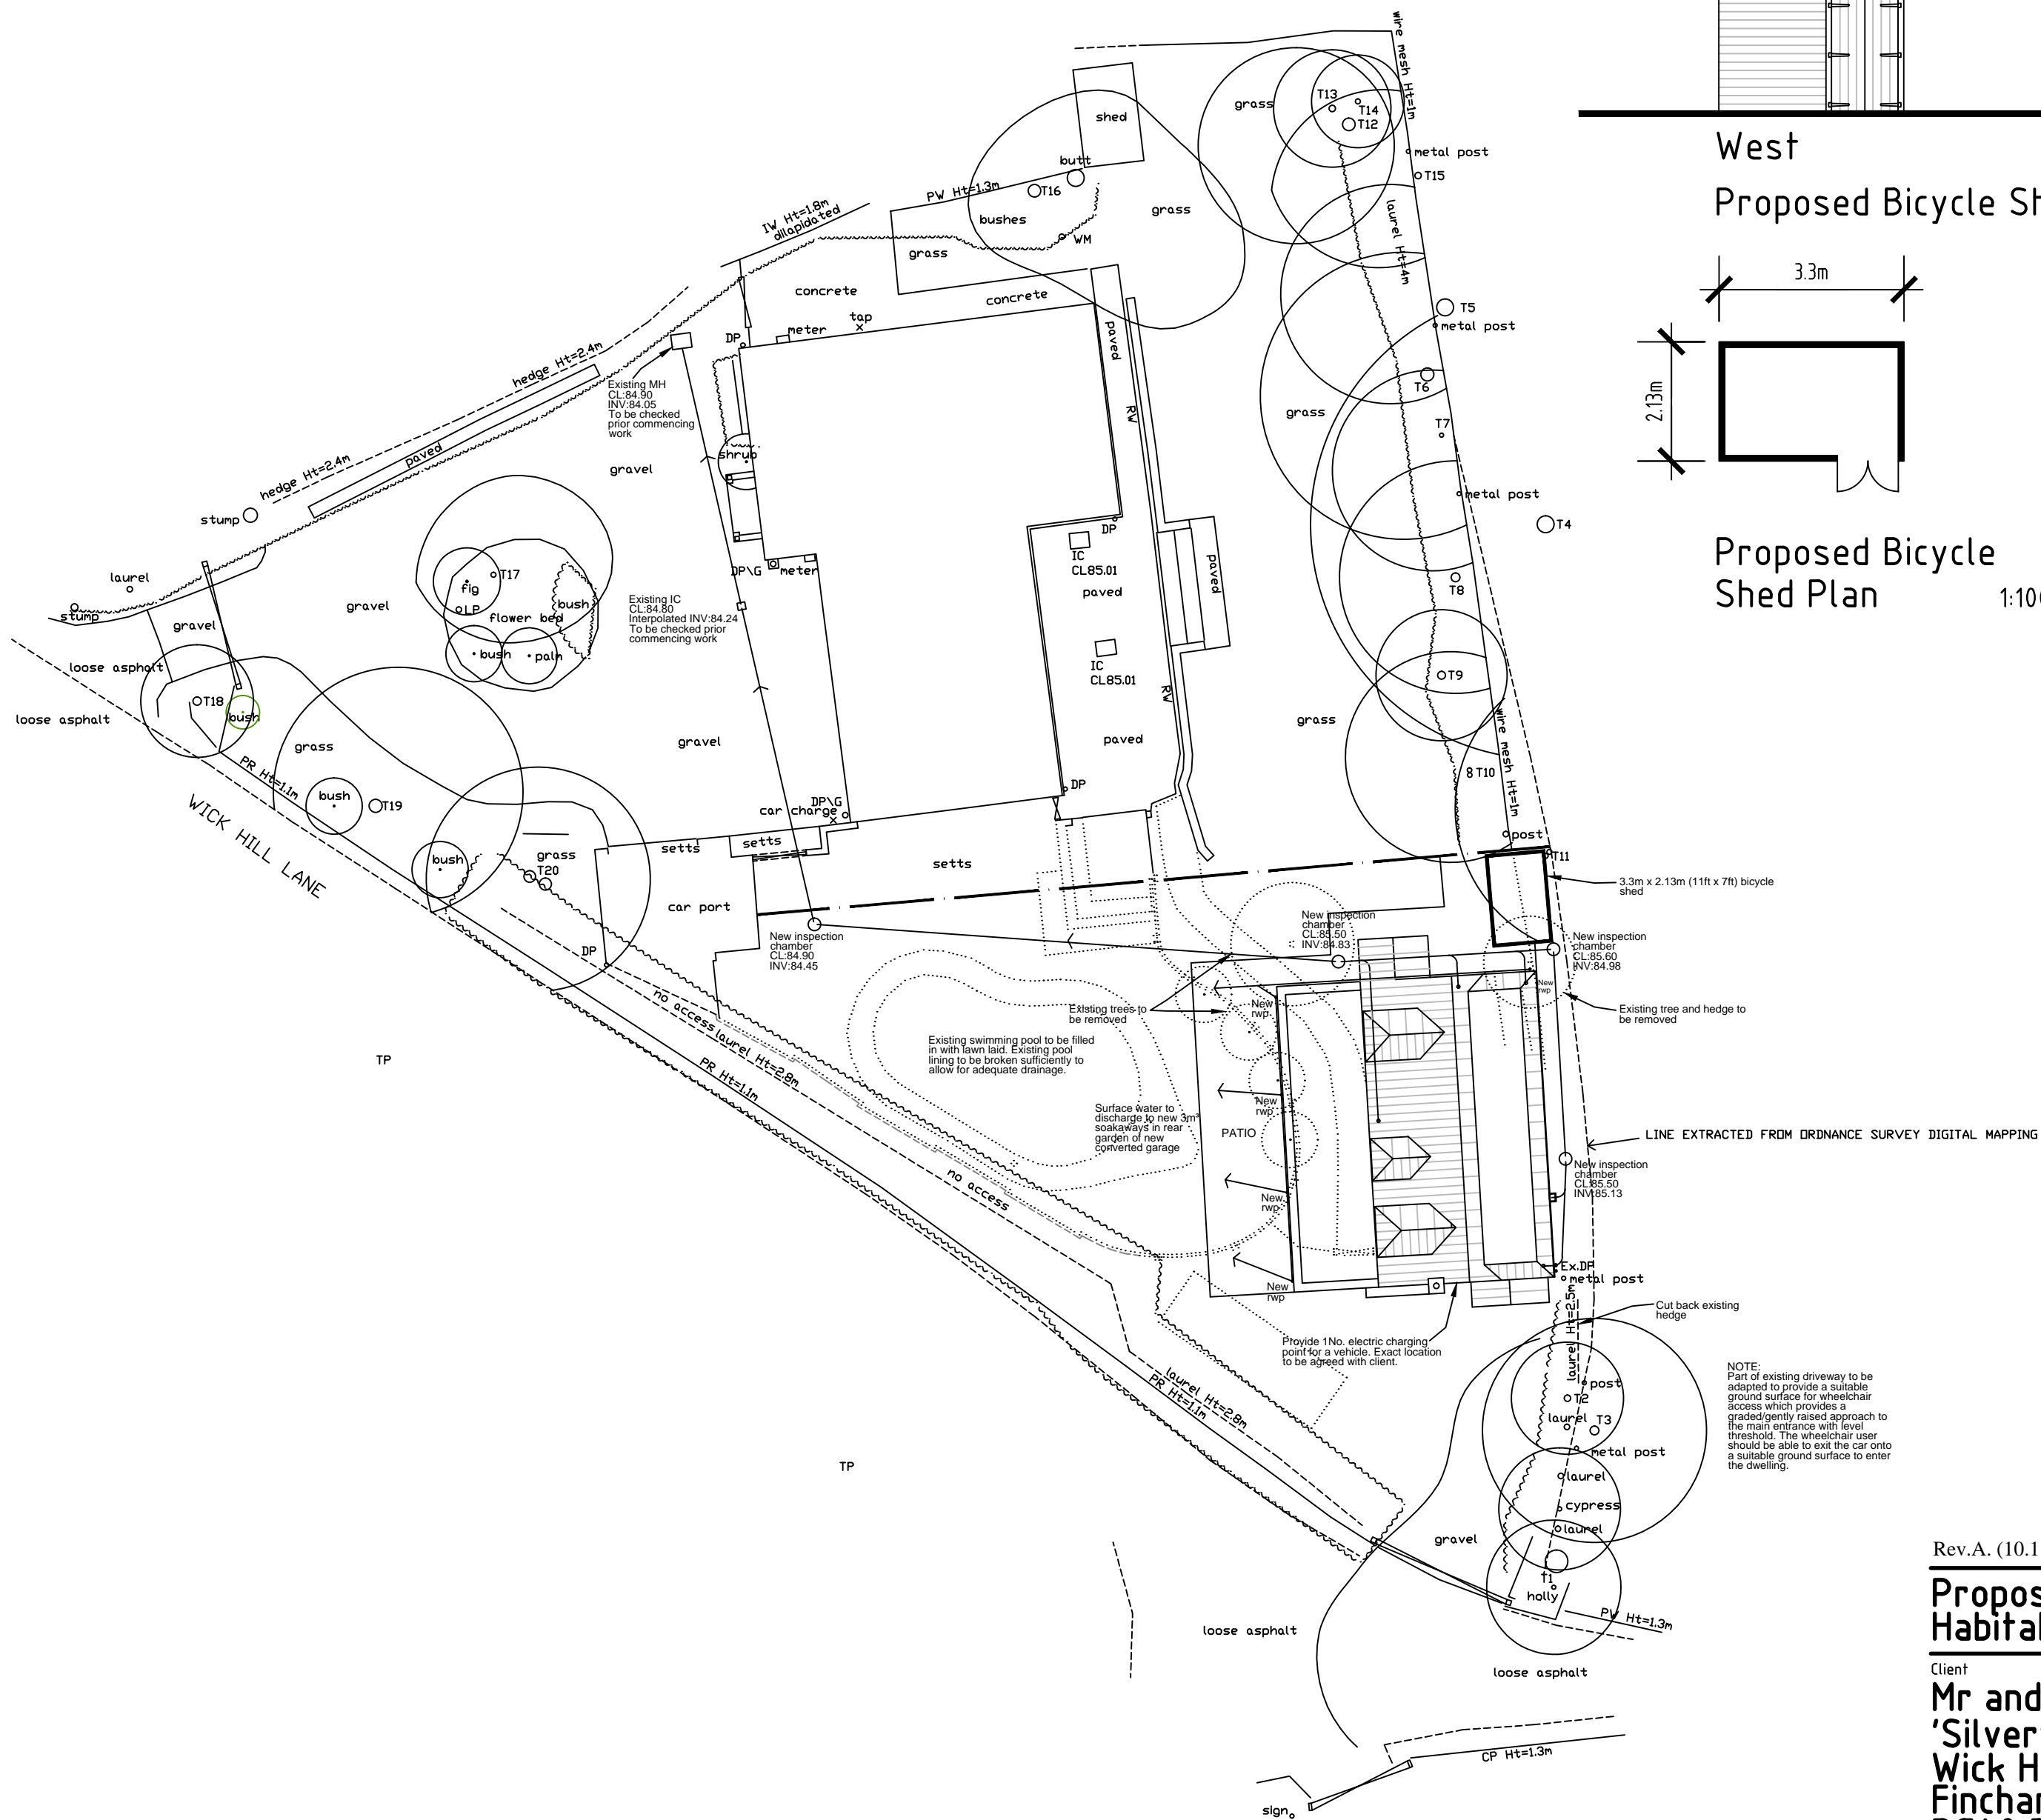 West
Proposed Bicycle Sh
3.3m
2.13m
Proposed Bicycle
Shed Plan
1:10
wire mesh Ht=1m
grass
T13
T14
T12
metal post
T15
shed
butt
T16
PW Ht=1.3m
bushes
grass
WM
IW Ht=1.8m
dilapidated
grass
laurel Ht=4m
concrete
concrete
tap
meter
DP
paved
T5
metal post
hedge Ht=2.4m
Existing MH
CL:84.90
INV:84.05
To be checked
prior commencing
work
T6
grass
RW
T7
paved
hedge Ht=2.4m
gravel
shrub
metal post
stump
DP
T4
IC
CL85.01
paved
DP\G
meter
laurel
fig
T17
T8
stump
gravel
LP
flower bed
bush
gravel
Existing IC
CL:84.80
Interpolated INV:84.24
To be checked prior
commencing work
paved
bush
palm
IC
CL85.01
loose asphalt
T9
T18
bush
loose asphalt
RW
grass
wire mesh Ht=1m
grass
gravel
paved
PR Ht=1.1m
T10
WICK HILL LANE
bush
T19
DP
DP\G
car charge
post
setts
setts
setts
bush
grass
T20
T11
3.3m x 2.13m (11ft x 7ft) bicycle
shed
car port
New inspection
chamber
CL:85.50
INV:84.83
New inspection
chamber
CL:84.90
INV:84.45
New inspection
chamber
CL:85.60
INV:84.98
DP
New
rwp
no access
laurel Ht=2.8m
Existing trees to
be removed
New
rwp
Existing tree and hedge to
be removed
Existing swimming pool to be filled
in with lawn laid. Existing pool
lining to be broken sufficiently to
allow for adequate drainage.
TP
PR Ht=1.1m
New
rwp
Surface water to
discharge to new 3m³
soakaways in rear
garden of new
converted garage
PATIO
LINE EXTRACTED FROM ORDNANCE SURVEY DIGITAL MAPPING
New inspection
chamber
CL:85.50
INV:85.13
no access
New
rwp
Ex.DP
metal post
New
rwp
laurel Ht=2.5m
Cut back existing
hedge
Provide 1No. electric charging
point for a vehicle. Exact location
to be agreed with client.
NOTE:
Part of existing driveway to be
adapted to provide a suitable
ground surface for wheelchair
access which provides a
graded/gently raised approach to
the main entrance with level
threshold. The wheelchair user
should be able to exit the car onto
a suitable ground surface to enter
the dwelling.
laurel Ht=2.8m
PR Ht=1.1m
post
T2
laurel
T3
metal post
TP
laurel
cypress
laurel
gravel
T1
holly
PW Ht=1.3m
loose asphalt
loose asphalt
CP Ht=1.3m
sign
Rev.A. (10.1
Propos
Habital
Client
Mr and
'Silver
Wick H
Fincha